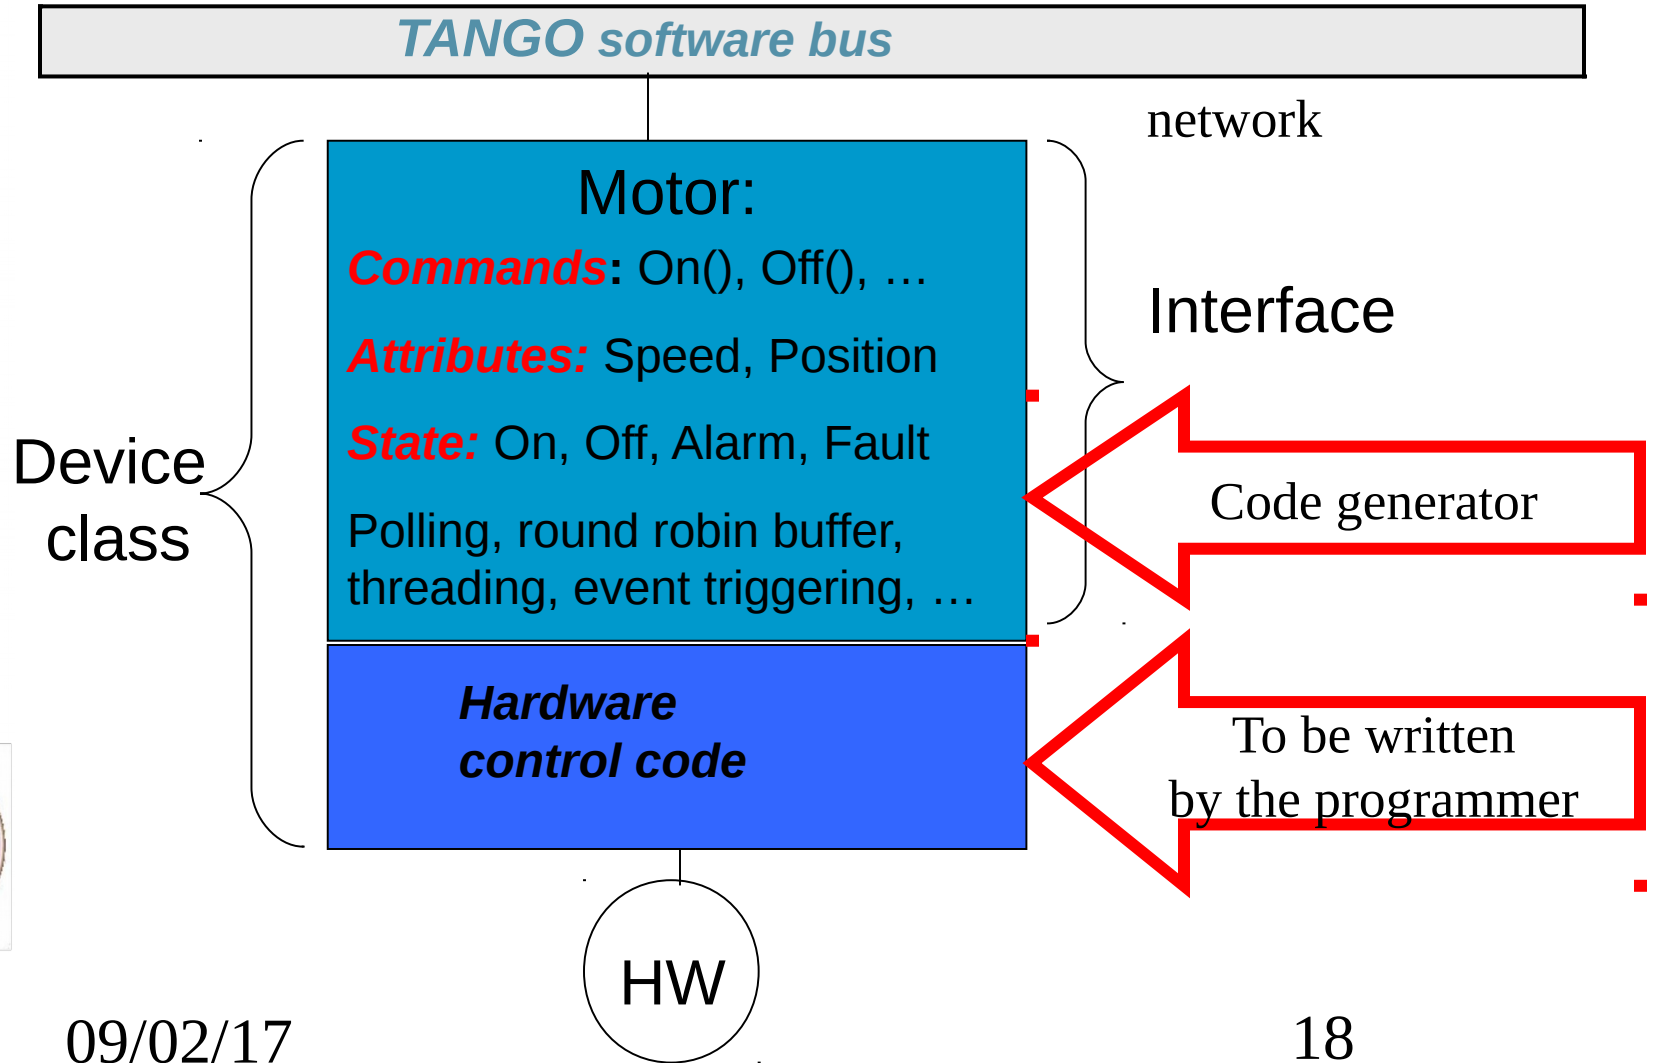 TANGO software bus
network
Motor:
Commands: On(), Off(), …
Interface
Attributes: Speed, Position
State: On, Off, Alarm, Fault
Device
class
Code generator
Polling, round robin buffer,
threading, event triggering, …
Hardware
control code
To be written
by the programmer
HW
09/02/17
18